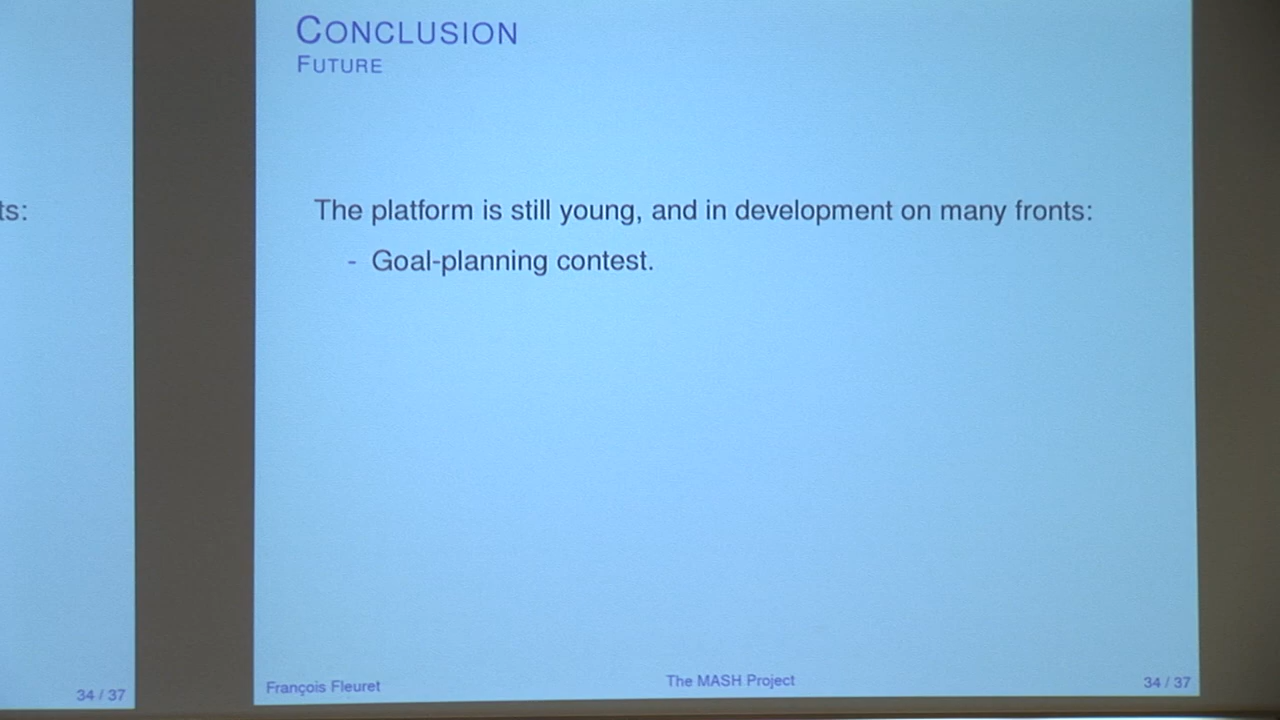 CONCLUSION
FUTURE
ts:
The platform is still young, and in development on many fronts:
- Goal-planning contest.
34 / 37
François Fleuret
The MASH Project
34 / 37